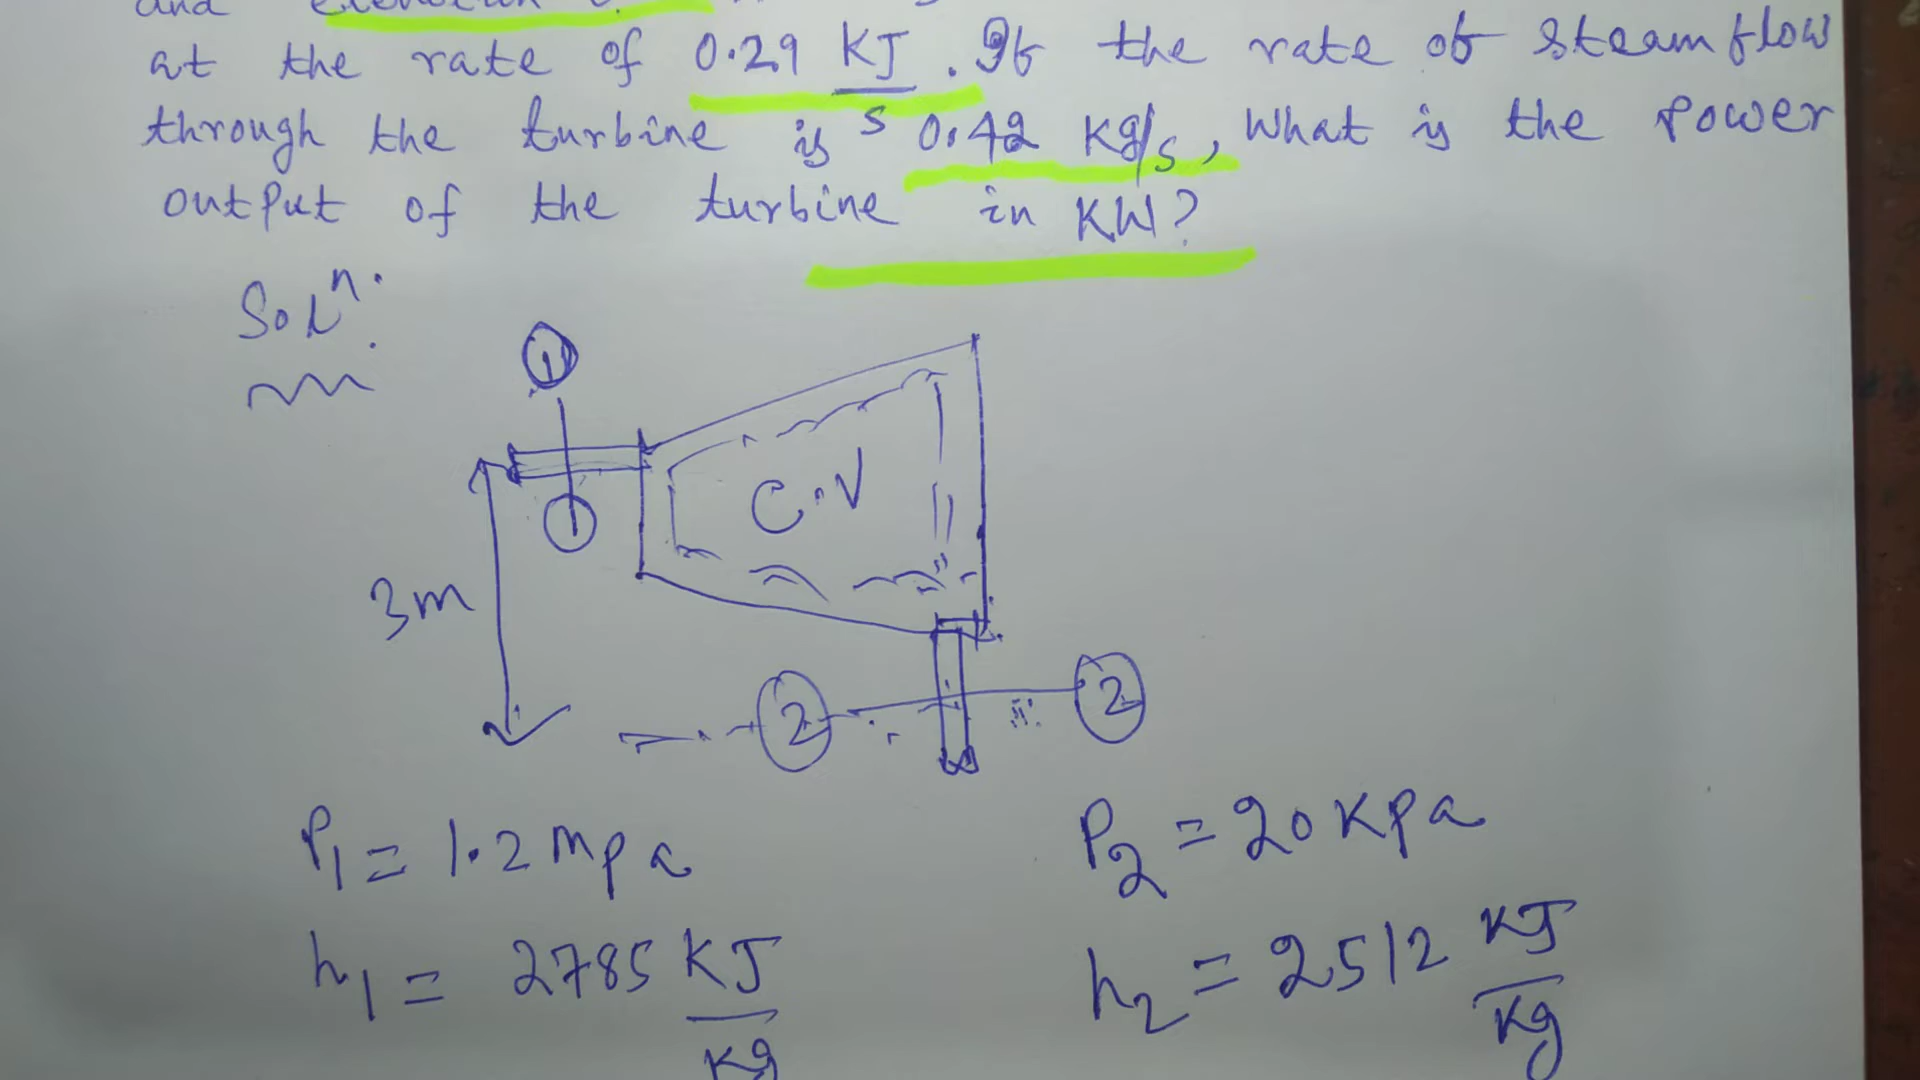 and
at the rate of 0.29 KJ/s. If the rate of steam flow
through the turbine is 0.42 Kg/s, What is the Power
output of the turbine in KW?
Solⁿ:
1
C.V
1
3m
2
2
P₁ = 1.2 mpa
P₂ = 20 KPa
h₁ = 2785 KJ/Kg
h₂ = 2512 KJ/Kg